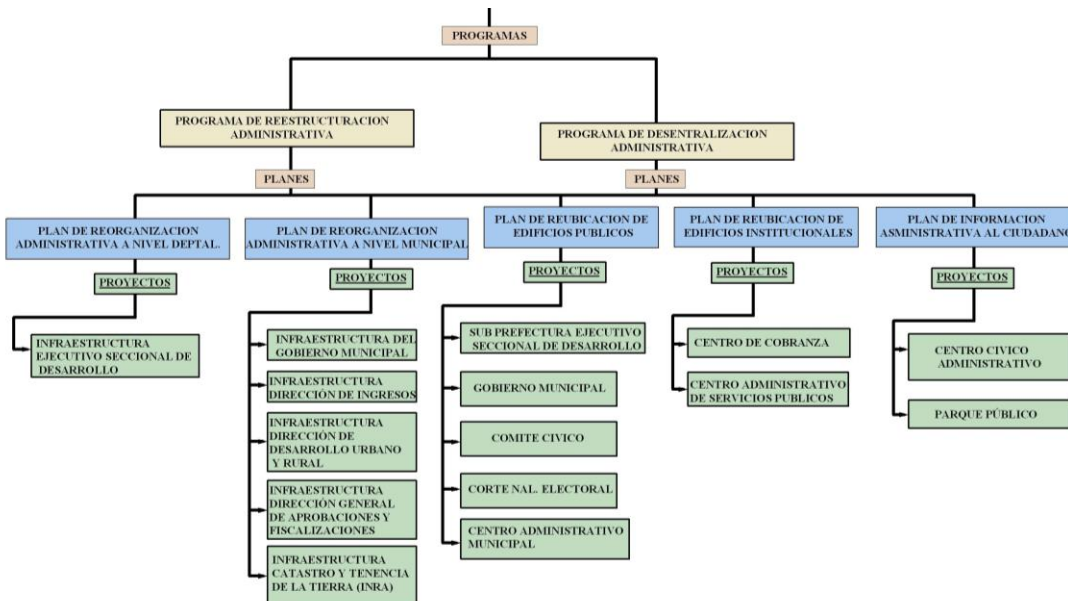 PROGRAMAS
PROGRAMA DE REESTRUCTURACION
ADMINISTRATIVA
PROGRAMA DE DESENTRALIZACION
ADMINISTRATIVA
PLANES
PLANES
PLAN DE REORGANIZACION
ADMINISTRATIVA A NIVEL DEPTAL.
PLAN DE REORGANIZACION
ADMINISTRATIVA A NIVEL MUNICIPAL
PLAN DE REUBICACION DE
EDIFICIOS PUBLICOS
PLAN DE REUBICACION DE
EDIFICIOS INSTITUCIONALES
PLAN DE INFORMACION
ASMINISTRATIVA AL CIUDADANO
PROYECTOS
INFRAESTRUCTURA
EJECUTIVO SECCIONAL DE
DESARROLLO
PROYECTOS
INFRAESTRUCTURA DEL
GOBIERNO MUNICIPAL
INFRAESTRUCTURA
DIRECCIÓN DE INGRESOS
INFRAESTRUCTURA
DIRECCIÓN DE
DESARROLLO URBANO
Y RURAL
INFRAESTRUCTURA
DIRECCIÓN GENERAL
DE APROBACIONES Y
FISCALIZACIONES
INFRAESTRUCTURA
CATASTRO Y TENENCIA
DE LA TIERRA (INRA)
PROYECTOS
SUB PREFECTURA EJECUTIVO
SECCIONAL DE DESARROLLO
GOBIERNO MUNICIPAL
COMITE CIVICO
CORTE NAL. ELECTORAL
CENTRO ADMINISTRATIVO
MUNICIPAL
PROYECTOS
CENTRO DE COBRANZA
CENTRO ADMINISTRATIVO
DE SERVICIOS PUBLICOS
PROYECTOS
CENTRO CIVICO
ADMINISTRATIVO
PARQUE PÚBLICO